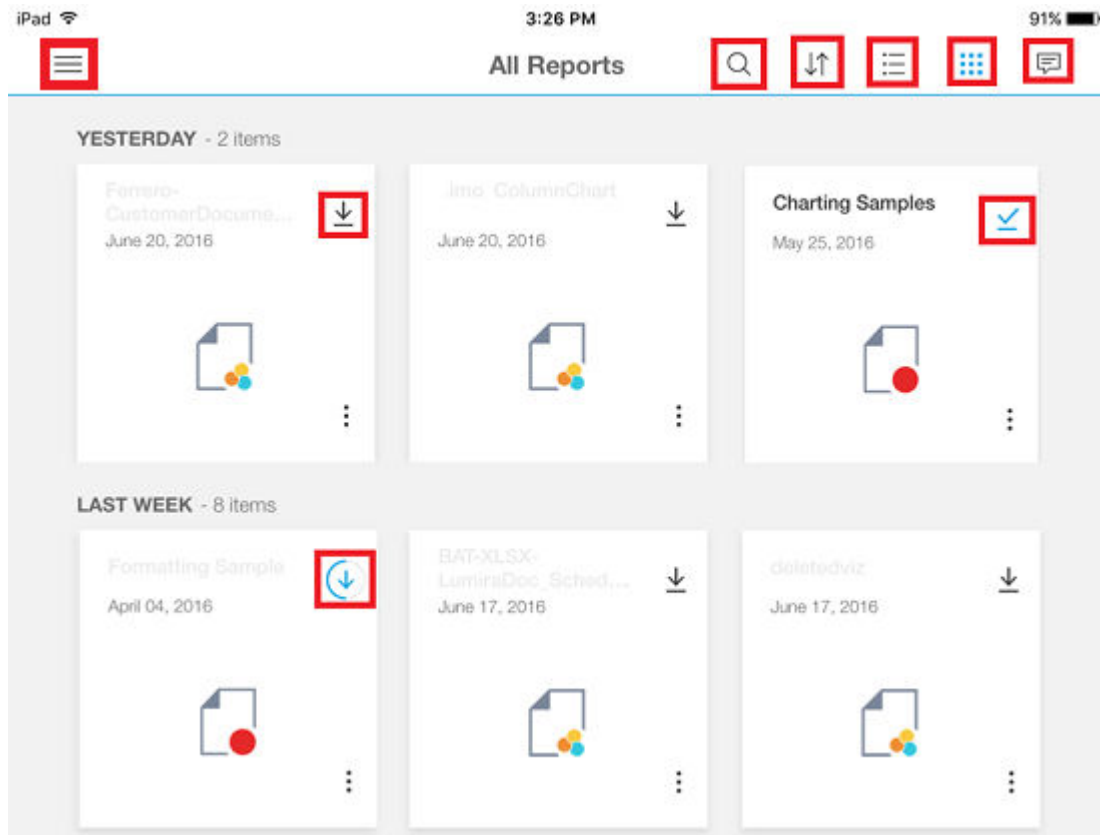 iPad
3:26 PM
91%
All Reports
YESTERDAY - 2 items
Ferrero-
CustomerDocume...
June 20, 2016
.imo_ColumnChart
June 20, 2016
Charting Samples
May 25, 2016
LAST WEEK - 8 items
Formatting Sample
April 04, 2016
BAT-XLSX-
LumiraDoc_Sched...
June 17, 2016
deletedviz
June 17, 2016